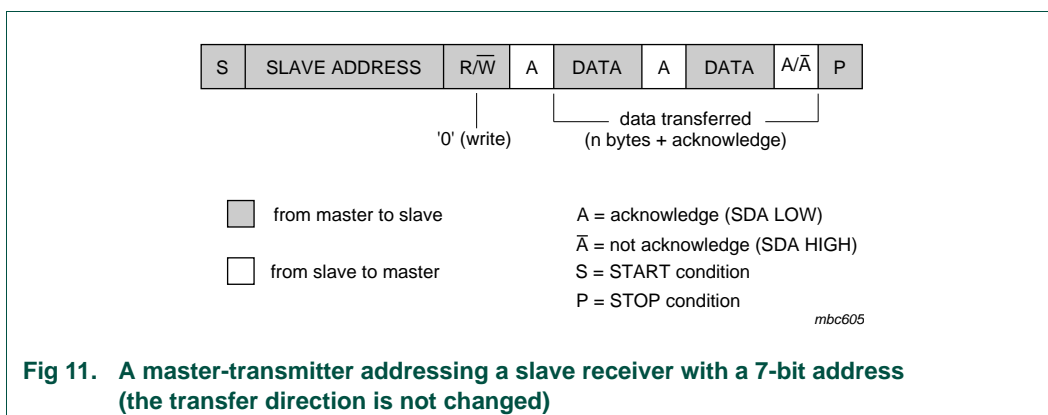 S SLAVE ADDRESS R/W̅ A DATA A DATA A/A̅ P
data transferred
'0' (write) (n bytes + acknowledge)
from master to slave
from slave to master
A = acknowledge (SDA LOW)
A̅ = not acknowledge (SDA HIGH)
S = START condition
P = STOP condition
mbc605
Fig 11. A master-transmitter addressing a slave receiver with a 7-bit address
(the transfer direction is not changed)